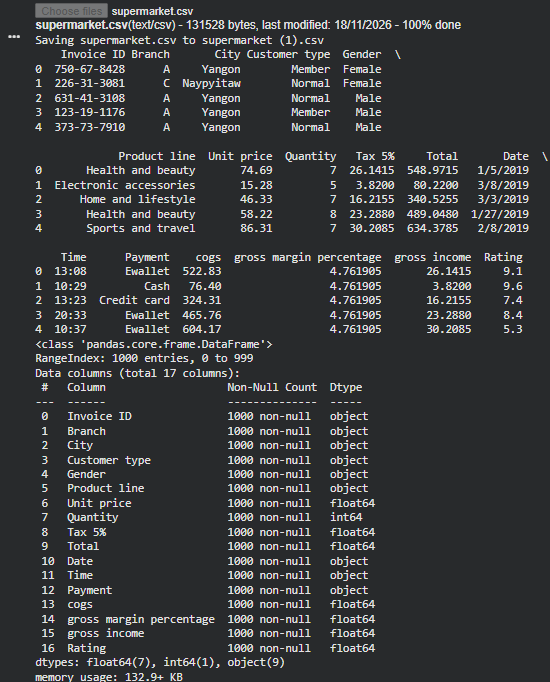 Choose files supermarket.csv
supermarket.csv(text/csv) - 131528 bytes, last modified: 18/11/2026 - 100% done
Saving supermarket.csv to supermarket (1).csv
Invoice ID Branch City Customer type Gender \
0 750-67-8428 A Yangon Member Female
1 226-31-3081 C Naypyitaw Normal Female
2 631-41-3108 A Yangon Normal Male
3 123-19-1176 A Yangon Member Male
4 373-73-7910 A Yangon Normal Male
Product line Unit price Quantity Tax 5% Total Date \
0 Health and beauty 74.69 7 26.1415 548.9715 1/5/2019
1 Electronic accessories 15.28 5 3.8200 80.2200 3/8/2019
2 Home and lifestyle 46.33 7 16.2155 340.5255 3/3/2019
3 Health and beauty 58.22 8 23.2880 489.0480 1/27/2019
4 Sports and travel 86.31 7 30.2085 634.3785 2/8/2019
Time Payment cogs gross margin percentage gross income Rating
0 13:08 Ewallet 522.83 4.761905 26.1415 9.1
1 10:29 Cash 76.40 4.761905 3.8200 9.6
2 13:23 Credit card 324.31 4.761905 16.2155 7.4
3 20:33 Ewallet 465.76 4.761905 23.2880 8.4
4 10:37 Ewallet 604.17 4.761905 30.2085 5.3
<class 'pandas.core.frame.DataFrame'>
RangeIndex: 1000 entries, 0 to 999
Data columns (total 17 columns):
# Column Non-Null Count Dtype
--- ------ -------------- -----
0 Invoice ID 1000 non-null object
1 Branch 1000 non-null object
2 City 1000 non-null object
3 Customer type 1000 non-null object
4 Gender 1000 non-null object
5 Product line 1000 non-null object
6 Unit price 1000 non-null float64
7 Quantity 1000 non-null int64
8 Tax 5% 1000 non-null float64
9 Total 1000 non-null float64
10 Date 1000 non-null object
11 Time 1000 non-null object
12 Payment 1000 non-null object
13 cogs 1000 non-null float64
14 gross margin percentage 1000 non-null float64
15 gross income 1000 non-null float64
16 Rating 1000 non-null float64
dtypes: float64(7), int64(1), object(9)
memory usage: 132.9+ KB